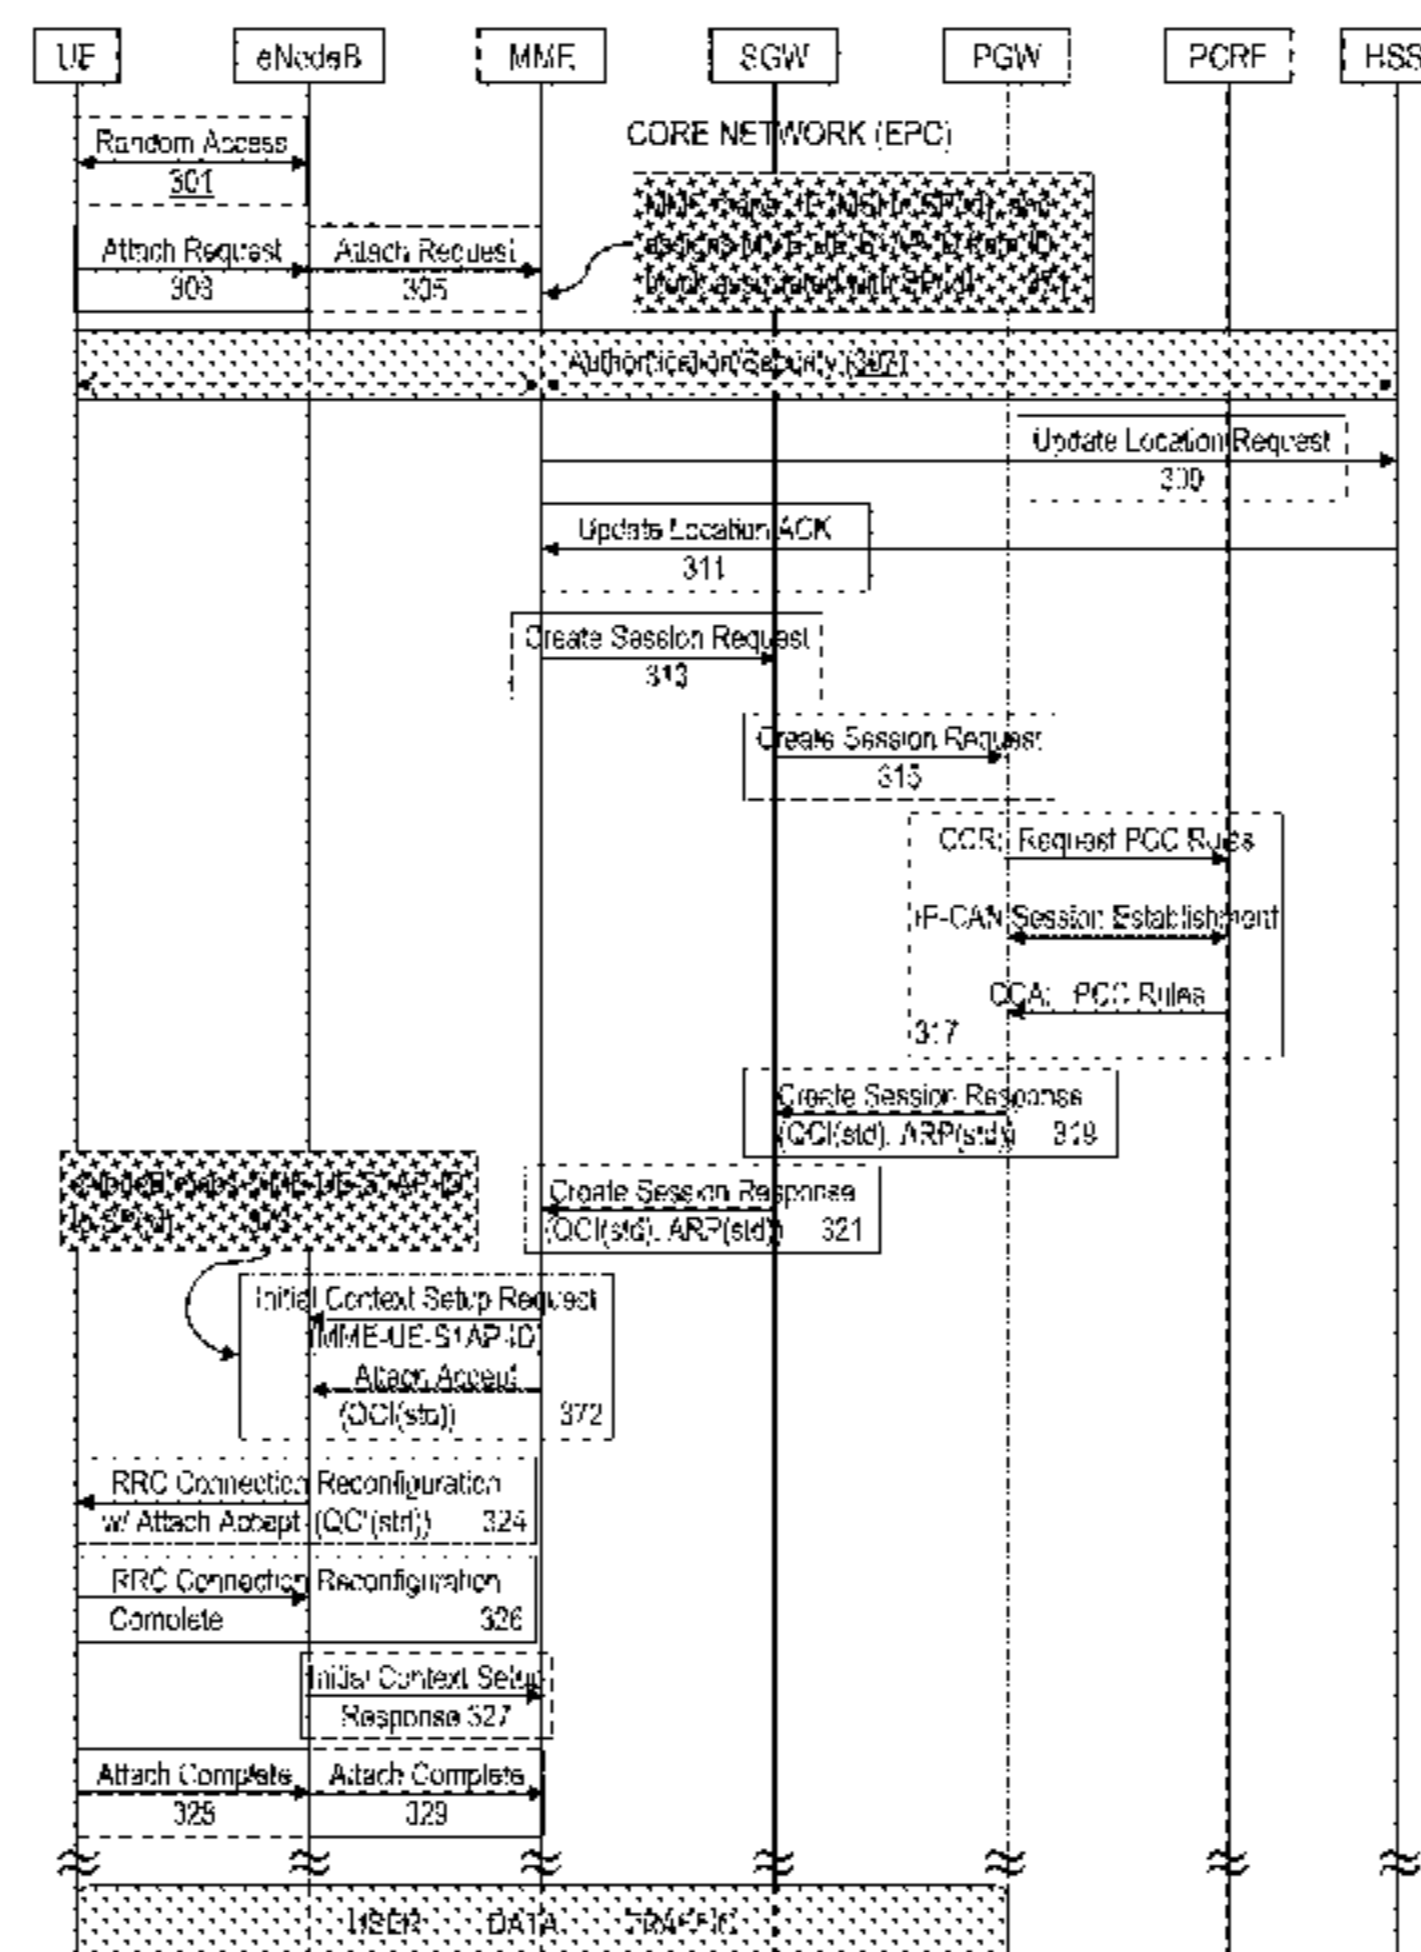 UE eNodeB MME SGW PGW PCRF HSS
CORE NETWORK (EPC)
Random Access
301
Attach Request Attach Request
303 305
Authentication/Security (307)
Update Location Request
309
Update Location ACK
311
Create Session Request
313
Create Session Request
315
CCR: Request PCC Rules
IP-CAN Session Establishment
CCA: PCC Rules
317
Create Session Response
(QCI(std), ARP(std)) 319
Create Session Response
(QCI(std), ARP(std)) 321
Initial Context Setup Request
(MME-UE-S1AP-ID)
Attach Accept
(QCI(std)) 372
RRC Connection Reconfiguration
w/ Attach Accept (QCI(std)) 324
RRC Connection Reconfiguration
Complete 326
Initial Context Setup
Response 327
Attach Complete Attach Complete
328 329
USER DATA TRAFFIC